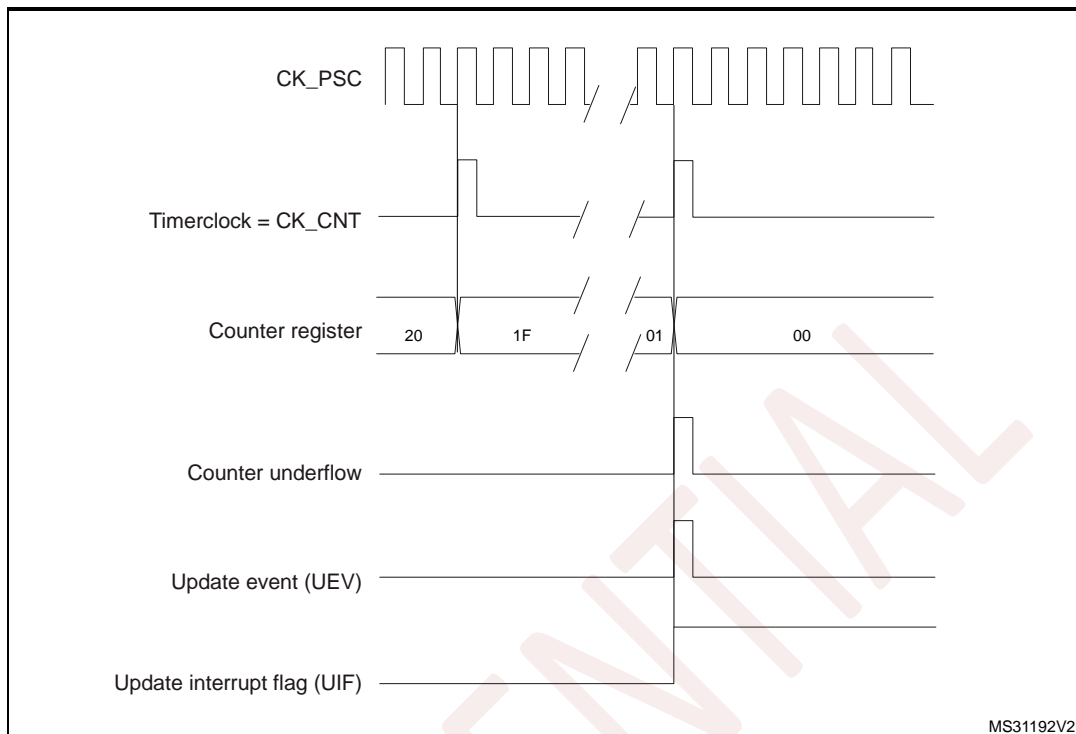 CK_PSC
Timerclock = CK_CNT
Counter register
20 1F 01 00
Counter underflow
Update event (UEV)
Update interrupt flag (UIF)
MS31192V2
ENTIAL